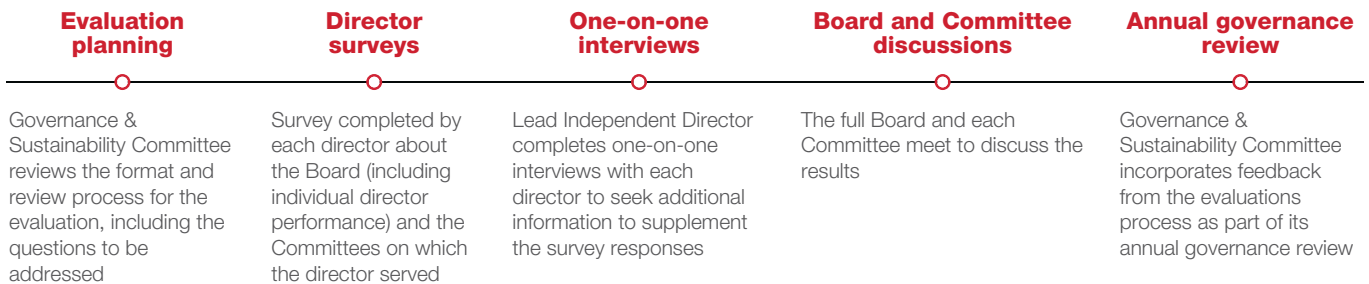 Evaluation
planning
Governance &
Sustainability Committee
reviews the format and
review process for the
evaluation, including the
questions to be
addressed
Director
surveys
Survey completed by
each director about
the Board (including
individual director
performance) and the
Committees on which
the director served
One-on-one
interviews
Lead Independent Director
completes one-on-one
interviews with each
director to seek additional
information to supplement
the survey responses
Board and Committee
discussions
The full Board and each
Committee meet to discuss the
results
Annual governance
review
Governance &
Sustainability Committee
incorporates feedback
from the evaluations
process as part of its
annual governance review